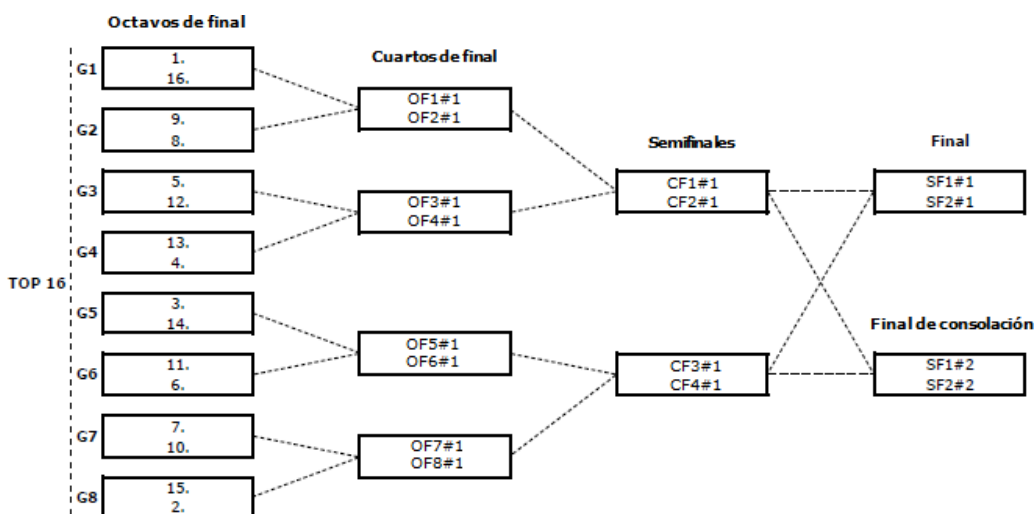 Octavos de final
G1
1.
16.
G2
9.
8.
G3
5.
12.
G4
13.
4.
TOP 16
G5
3.
14.
G6
11.
6.
G7
7.
10.
G8
15.
2.
Cuartos de final
OF1#1
OF2#1
OF3#1
OF4#1
OF5#1
OF6#1
OF7#1
OF8#1
Semifinales
CF1#1
CF2#1
CF3#1
CF4#1
Final
SF1#1
SF2#1
Final de consolación
SF1#2
SF2#2